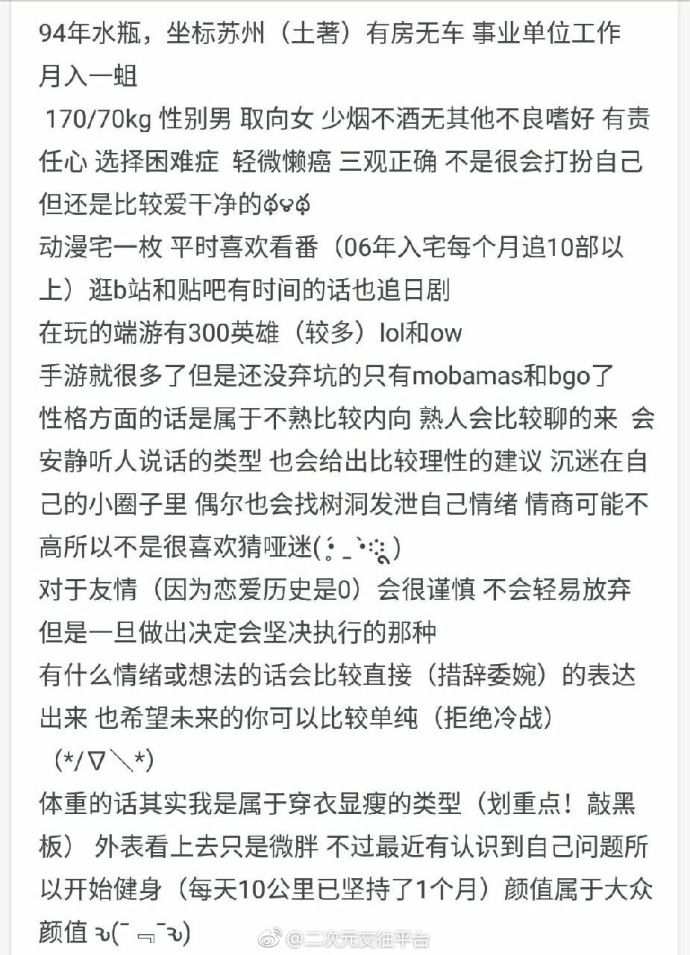 94年水瓶，坐标苏州（土著）有房无车 事业单位工作
月入一蛆
170/70kg 性别男 取向女 少烟不酒无其他不良嗜好 有责
任心 选择困难症 轻微懒癌 三观正确 不是很会打扮自己
但还是比较爱干净的
动漫宅一枚 平时喜欢看番（06年入宅每个月追10部以
上）逛b站和贴吧有时间的话也追日剧
在玩的端游有300英雄（较多）lol和ow
手游就很多了但是还没弃坑的只有mobamas和bgo了
性格方面的话是属于不熟比较内向 熟人会比较聊的来 会
安静听人说话的类型 也会给出比较理性的建议 沉迷在自
己的小圈子里 偶尔也会找树洞发泄自己情绪 情商可能不
高所以不是很喜欢猜哑迷
对于友情（因为恋爱历史是0）会很谨慎 不会轻易放弃
但是一旦做出决定会坚决执行的那种
有什么情绪或想法的话会比较直接（措辞委婉）的表达
出来 也希望未来的你可以比较单纯（拒绝冷战）
（*/∇＼*）
体重的话其实我是属于穿衣显瘦的类型（划重点！敲黑
板） 外表看上去只是微胖 不过最近有认识到自己问题所
以开始健身（每天10公里已坚持了1个月）颜值属于大众
颜值
@二次元交往平台